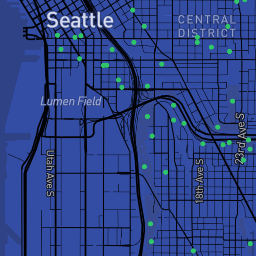 Seattle
CENTRAL
DISTRICT
Lumen Field
Utah Ave S
18th Ave S
23rd Ave S